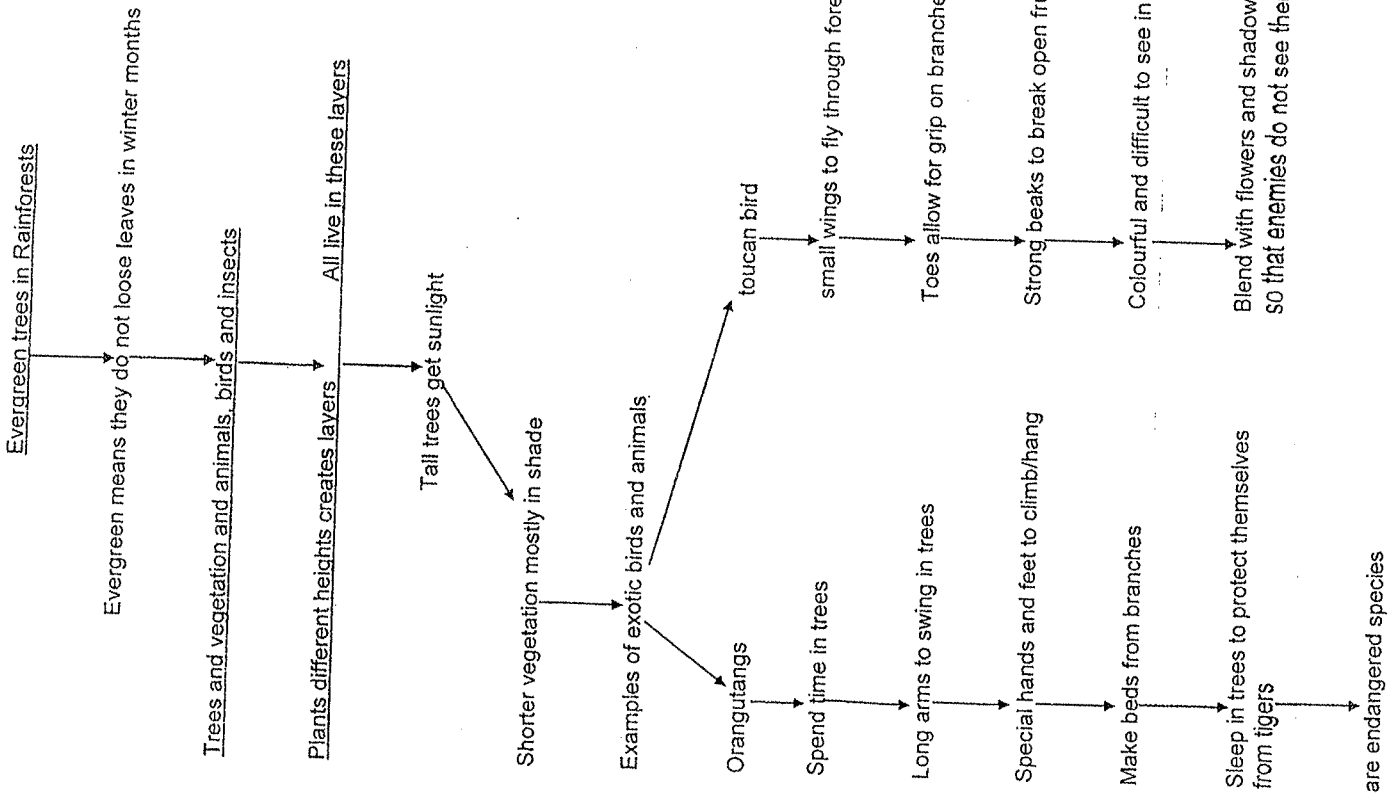 Evergreen trees in Rainforests
Evergreen means they do not loose leaves in winter months
Trees and vegetation and animals, birds and insects
Plants different heights creates layers All live in these layers
Tall trees get sunlight
Shorter vegetation mostly in shade
Examples of exotic birds and animals
Orangutangs
Spend time in trees
Long arms to swing in trees
Special hands and feet to climb/hang
Make beds from branches
Sleep in trees to protect themselves
from tigers
are endangered species
toucan bird
small wings to fly through
Toes allow for grip on
Strong beaks to break open
Colourful and difficult to see in
Blend with flowers and
so that enemies do not see